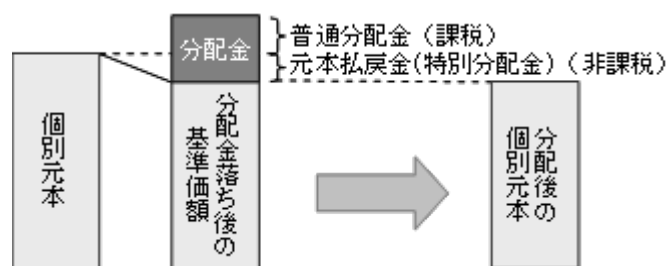 分配金
普通分配金（課税）
元本払戻金(特別分配金)（非課税）
個別元本
分配金落ち後の
基準価額
分配後の
個別元本